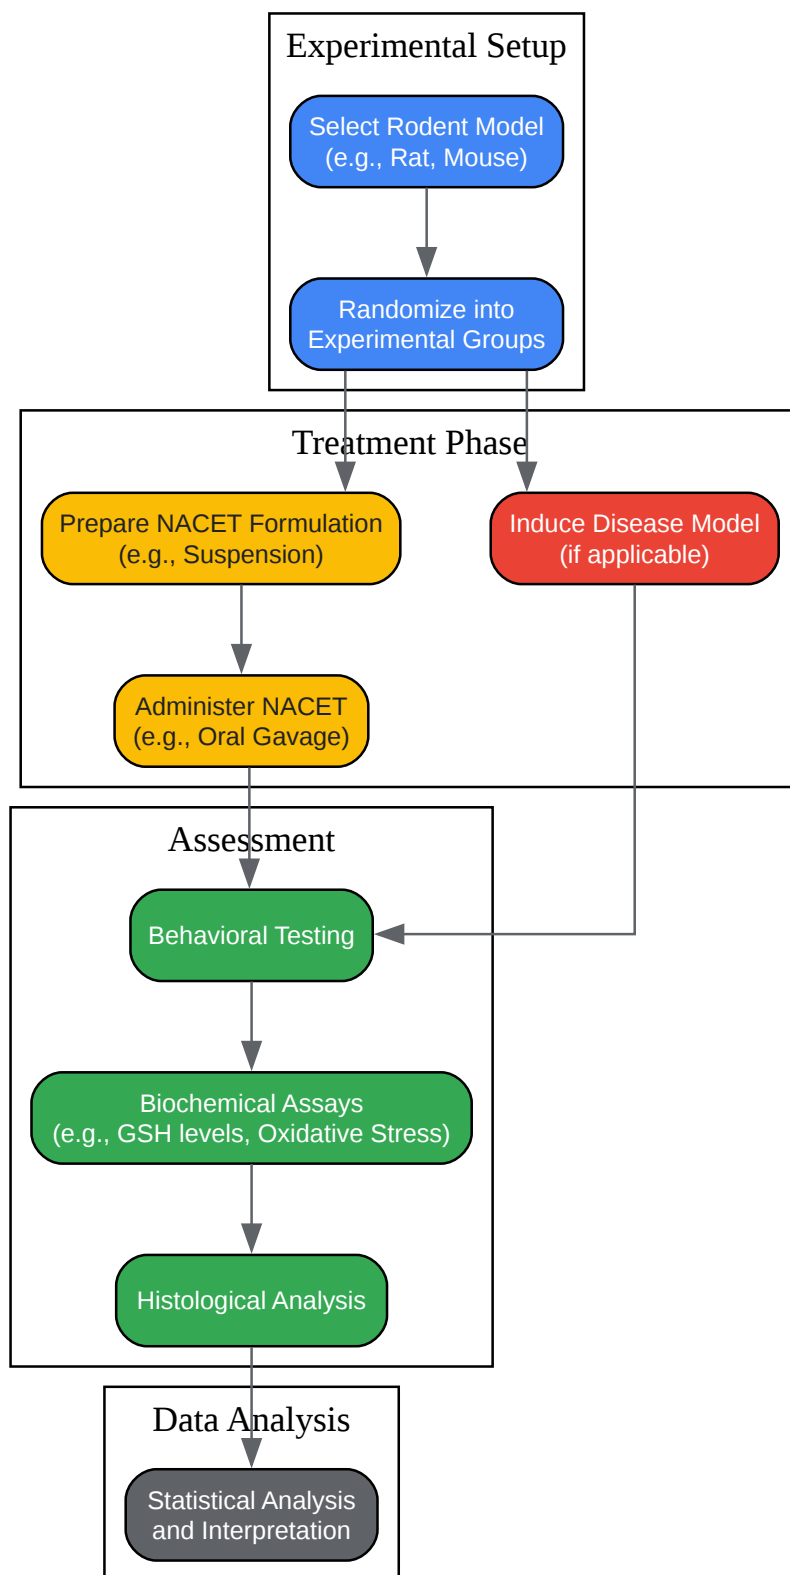 Experimental Setup
Select Rodent Model
(e.g., Rat, Mouse)
Randomize into
Experimental Groups
Treatment Phase
Prepare NACET Formulation
(e.g., Suspension)
Induce Disease Model
(if applicable)
Administer NACET
(e.g., Oral Gavage)
Assessment
Behavioral Testing
Biochemical Assays
(e.g., GSH levels, Oxidative Stress)
Histological Analysis
Data Analysis
Statistical Analysis
and Interpretation